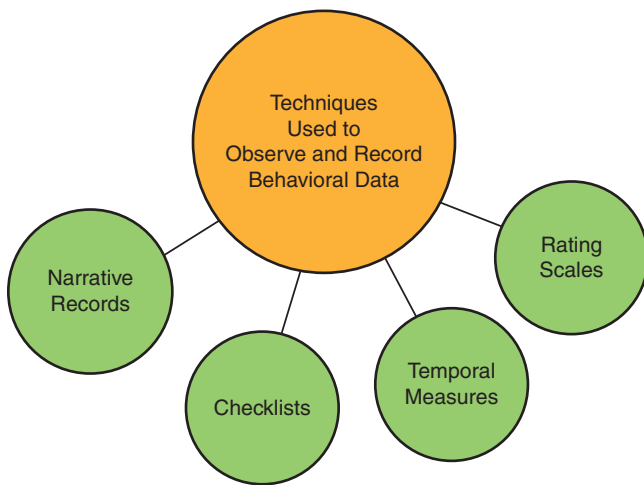 Techniques
Used to
Observe and Record
Behavioral Data
Narrative
Records
Checklists
Temporal
Measures
Rating
Scales